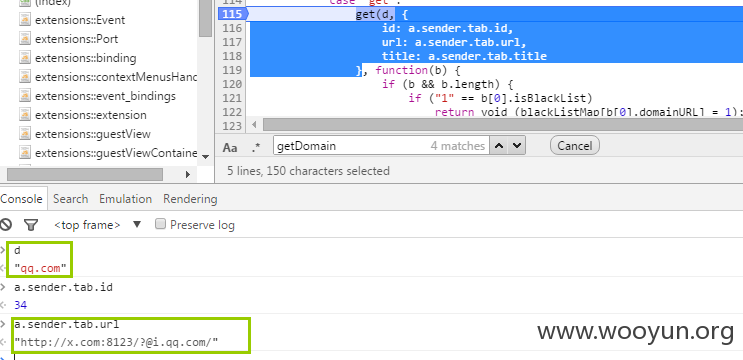 (index)
extensions::Event
extensions::Port
extensions::binding
extensions::contextMenusHand
extensions::event_bindings
extensions::extension
extensions::guestView
extensions::guestViewContaine
114 case "get":
115 get(d, {
116 id: a.sender.tab.id,
117 url: a.sender.tab.url,
118 title: a.sender.tab.title
119 }, function(b) {
120 if (b && b.length) {
121 if ("1" == b[0].isBlackList)
122 return void (blackListMap[b[0].domainURL] = 1);
123
Aa .* getDomain 4 matches Cancel
5 lines, 150 characters selected
Console Search Emulation Rendering
<top frame> Preserve log
d
"qq.com"
a.sender.tab.id
34
a.sender.tab.url
"http://x.com:8123/?@i.qq.com/"
www.wooyun.org